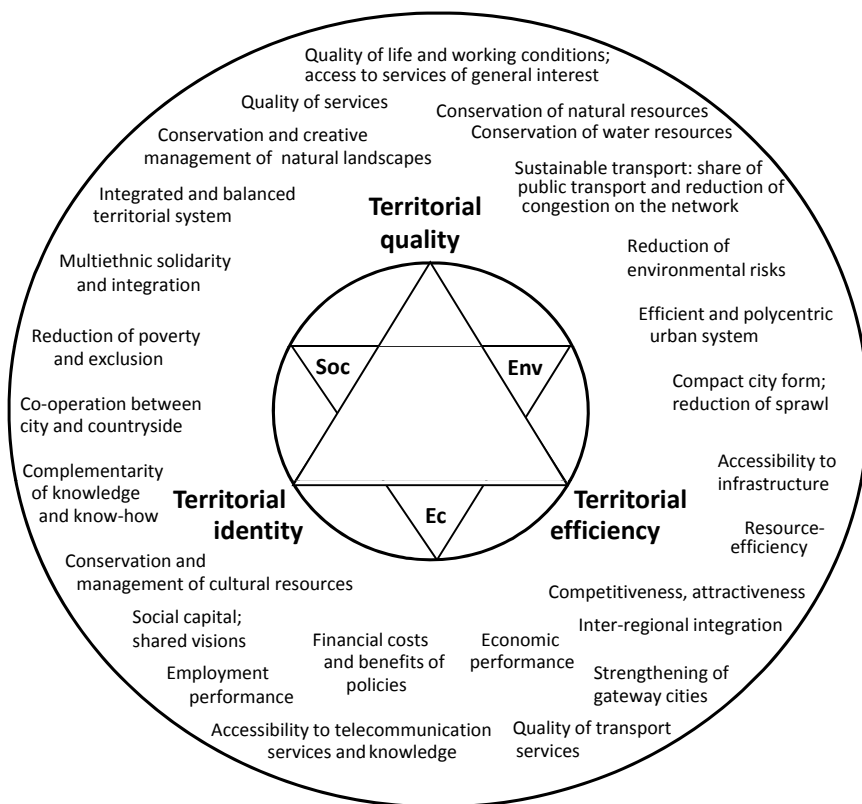 Quality of life and working conditions;
access to services of general interest
Quality of services
Conservation of natural resources
Conservation of water resources
Conservation and creative
management of natural landscapes
Sustainable transport: share of
public transport and reduction of
congestion on the network
Integrated and balanced
territorial system
Territorial
quality
Multiethnic solidarity
and integration
Reduction of
environmental risks
Reduction of poverty
and exclusion
Efficient and polycentric
urban system
Soc
Env
Co-operation between
city and countryside
Compact city form;
reduction of sprawl
Complementarity
of knowledge
and know-how
Territorial
identity
Ec
Territorial
efficiency
Accessibility to
infrastructure
Resource-
efficiency
Conservation and
management of cultural resources
Competitiveness, attractiveness
Social capital;
shared visions
Financial costs
and benefits of
policies
Economic
performance
Inter-regional integration
Employment
performance
Strengthening of
gateway cities
Accessibility to telecommunication
services and knowledge
Quality of transport
services